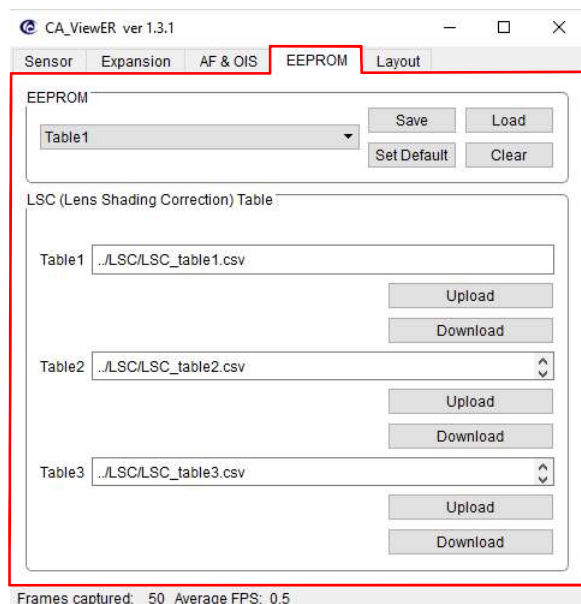 CA_ViewER ver 1.3.1
Sensor Expansion AF & OIS EEPROM Layout
EEPROM
Table1
Save Load
Set Default Clear
LSC (Lens Shading Correction) Table
Table1 ../LSC/LSC_table1.csv
Upload
Download
Table2 ../LSC/LSC_table2.csv
Upload
Download
Table3 ../LSC/LSC_table3.csv
Upload
Download
Frames captured: 50 Average FPS: 0.5